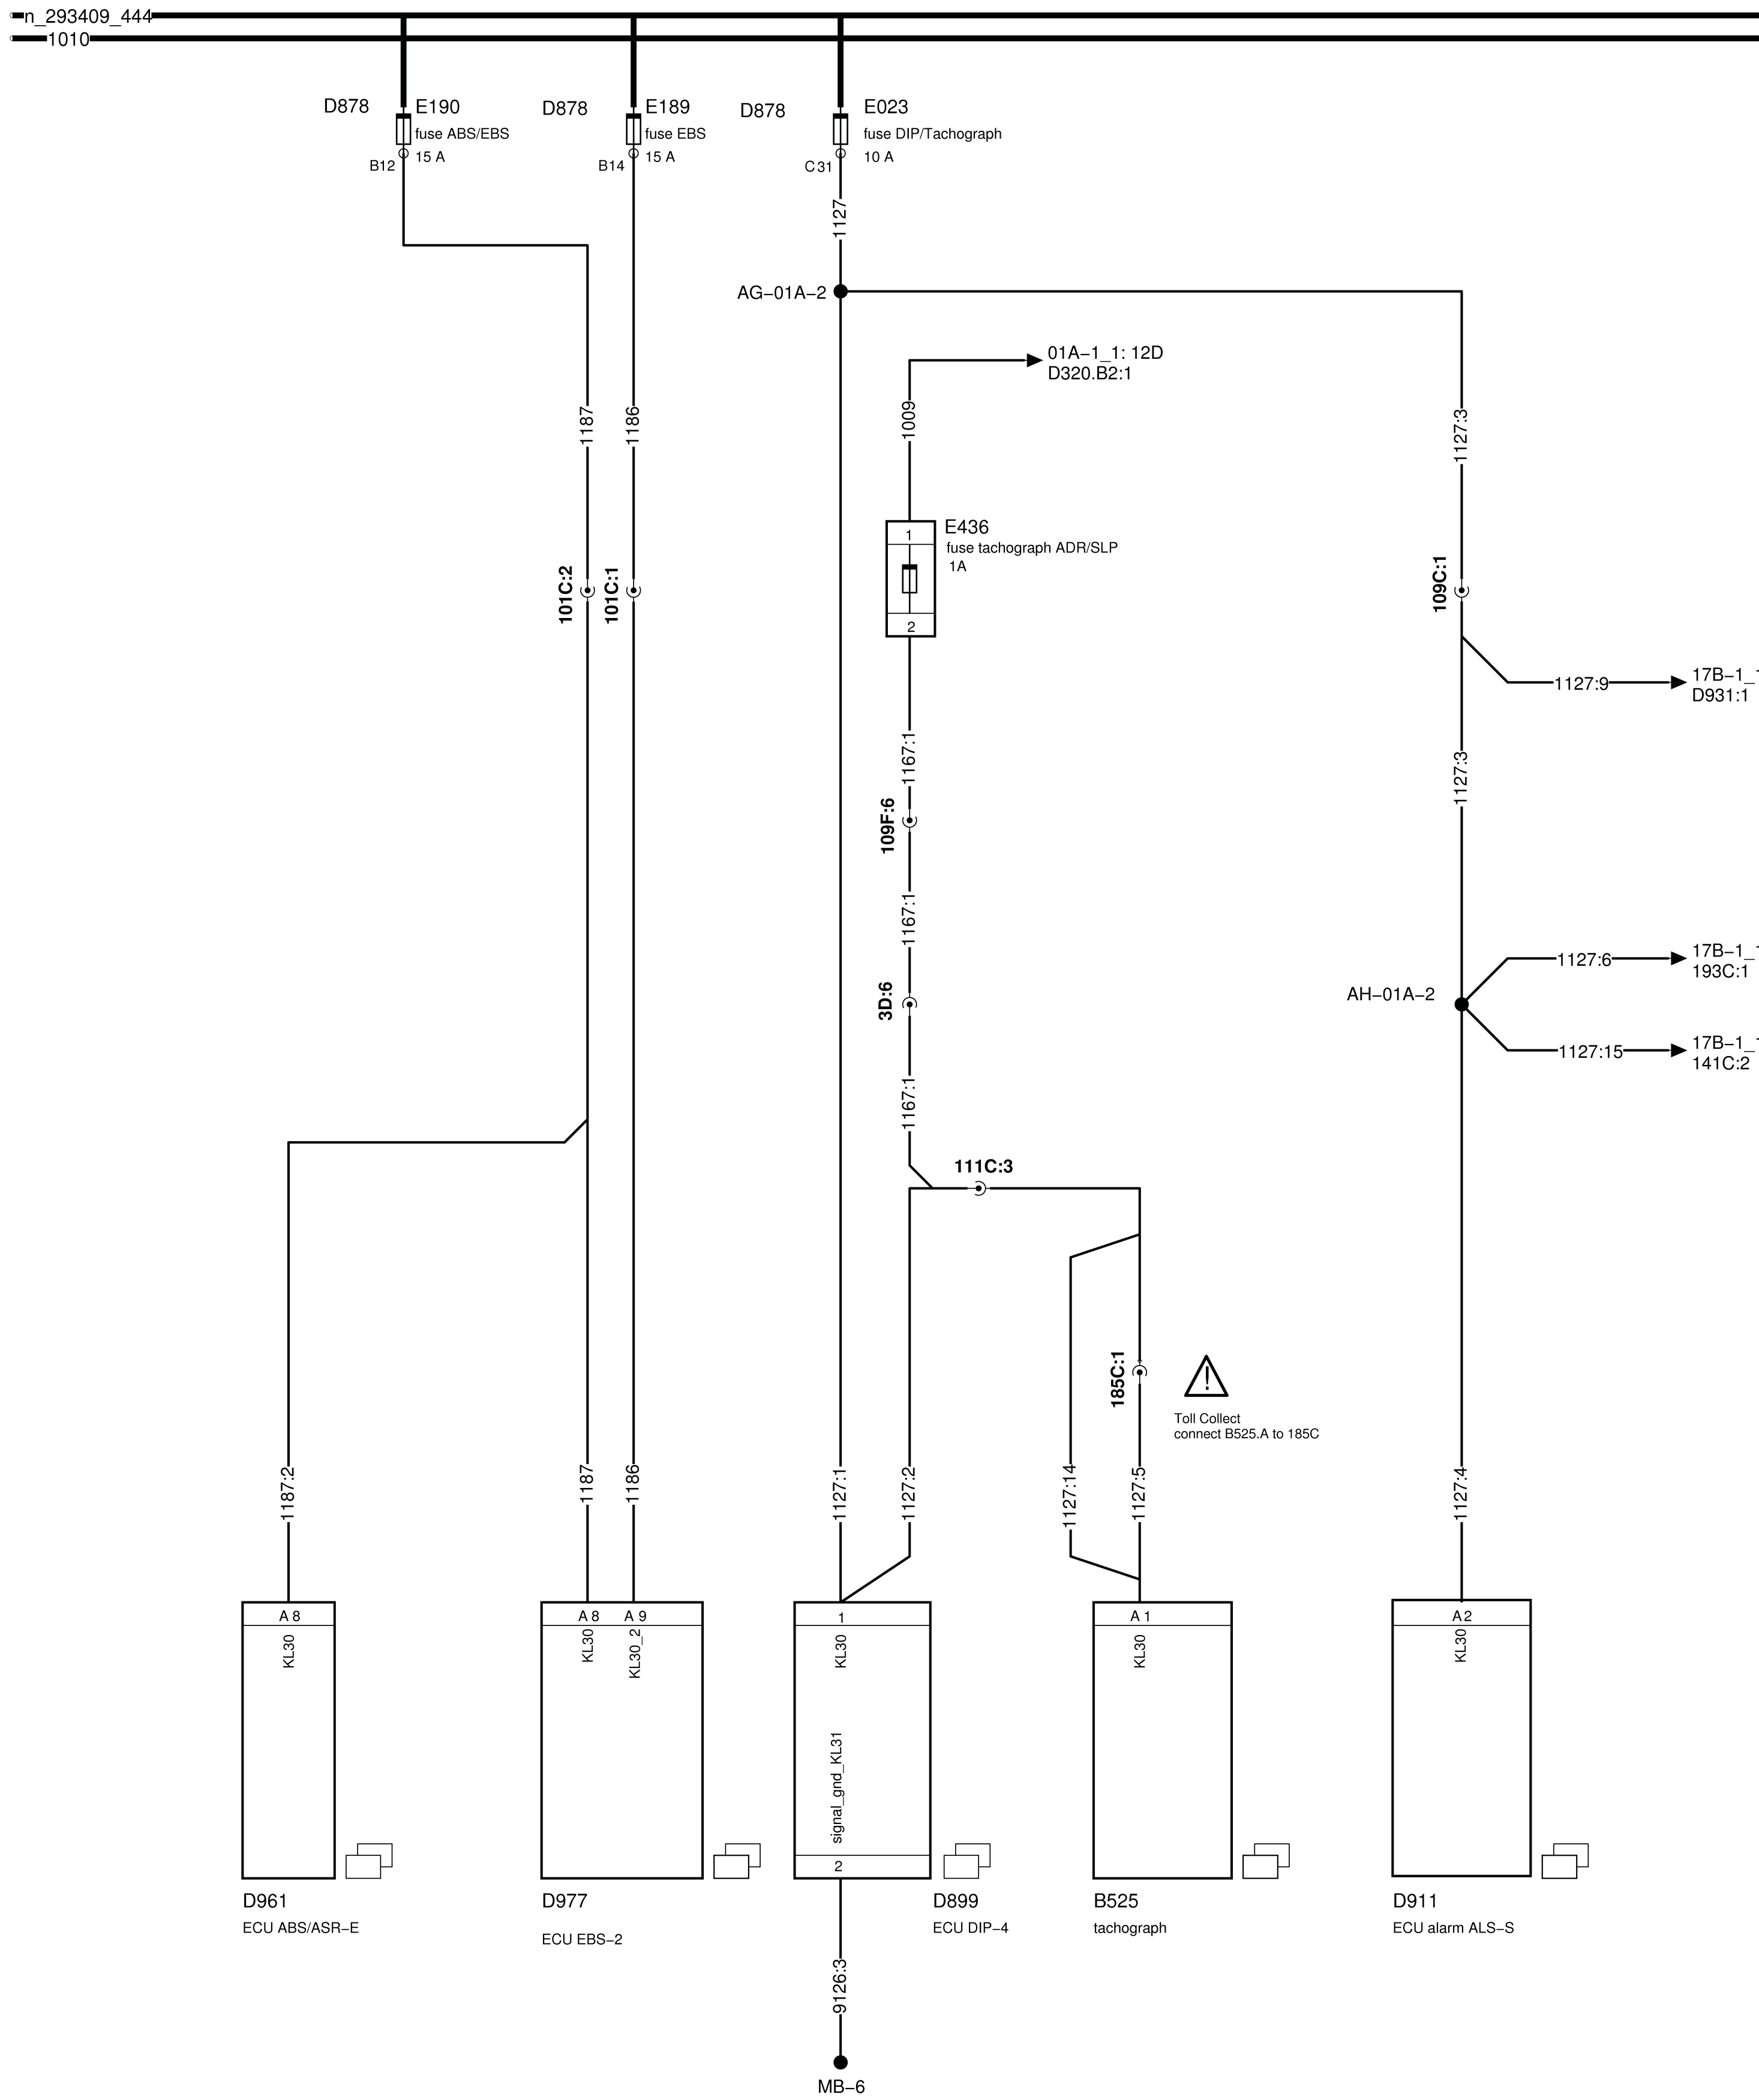 n_293409_444
1010
D878
E190
fuse ABS/EBS
15 A
B12
D878
E189
fuse EBS
15 A
B14
D878
E023
fuse DIP/Tachograph
10 A
C31
1127
AG-01A-2
01A-1_1: 12D
D320.B2:1
1187
1186
1009
1127:3
1
E436
fuse tachograph ADR/SLP
1A
2
101C:2
101C:1
109C:1
1127:9
17B-1_1
D931:1
1167:1
1127:3
109F:6
1167:1
1127:6
17B-1_1
193C:1
3D:6
AH-01A-2
1127:15
17B-1_1
141C:2
1167:1
111C:3
185C:1
!
Toll Collect
connect B525.A to 185C
1187:2
1187
1186
1127:1
1127:2
1127:14
1127:5
1127:4
A 8
A 8
A 9
1
A 1
A 2
KL30
KL30
KL30_2
KL30
KL30
KL30
signal_gnd_KL31
2
D961
ECU ABS/ASR-E
D977
ECU EBS-2
D899
ECU DIP-4
B525
tachograph
D911
ECU alarm ALS-S
9126:3
MB-6